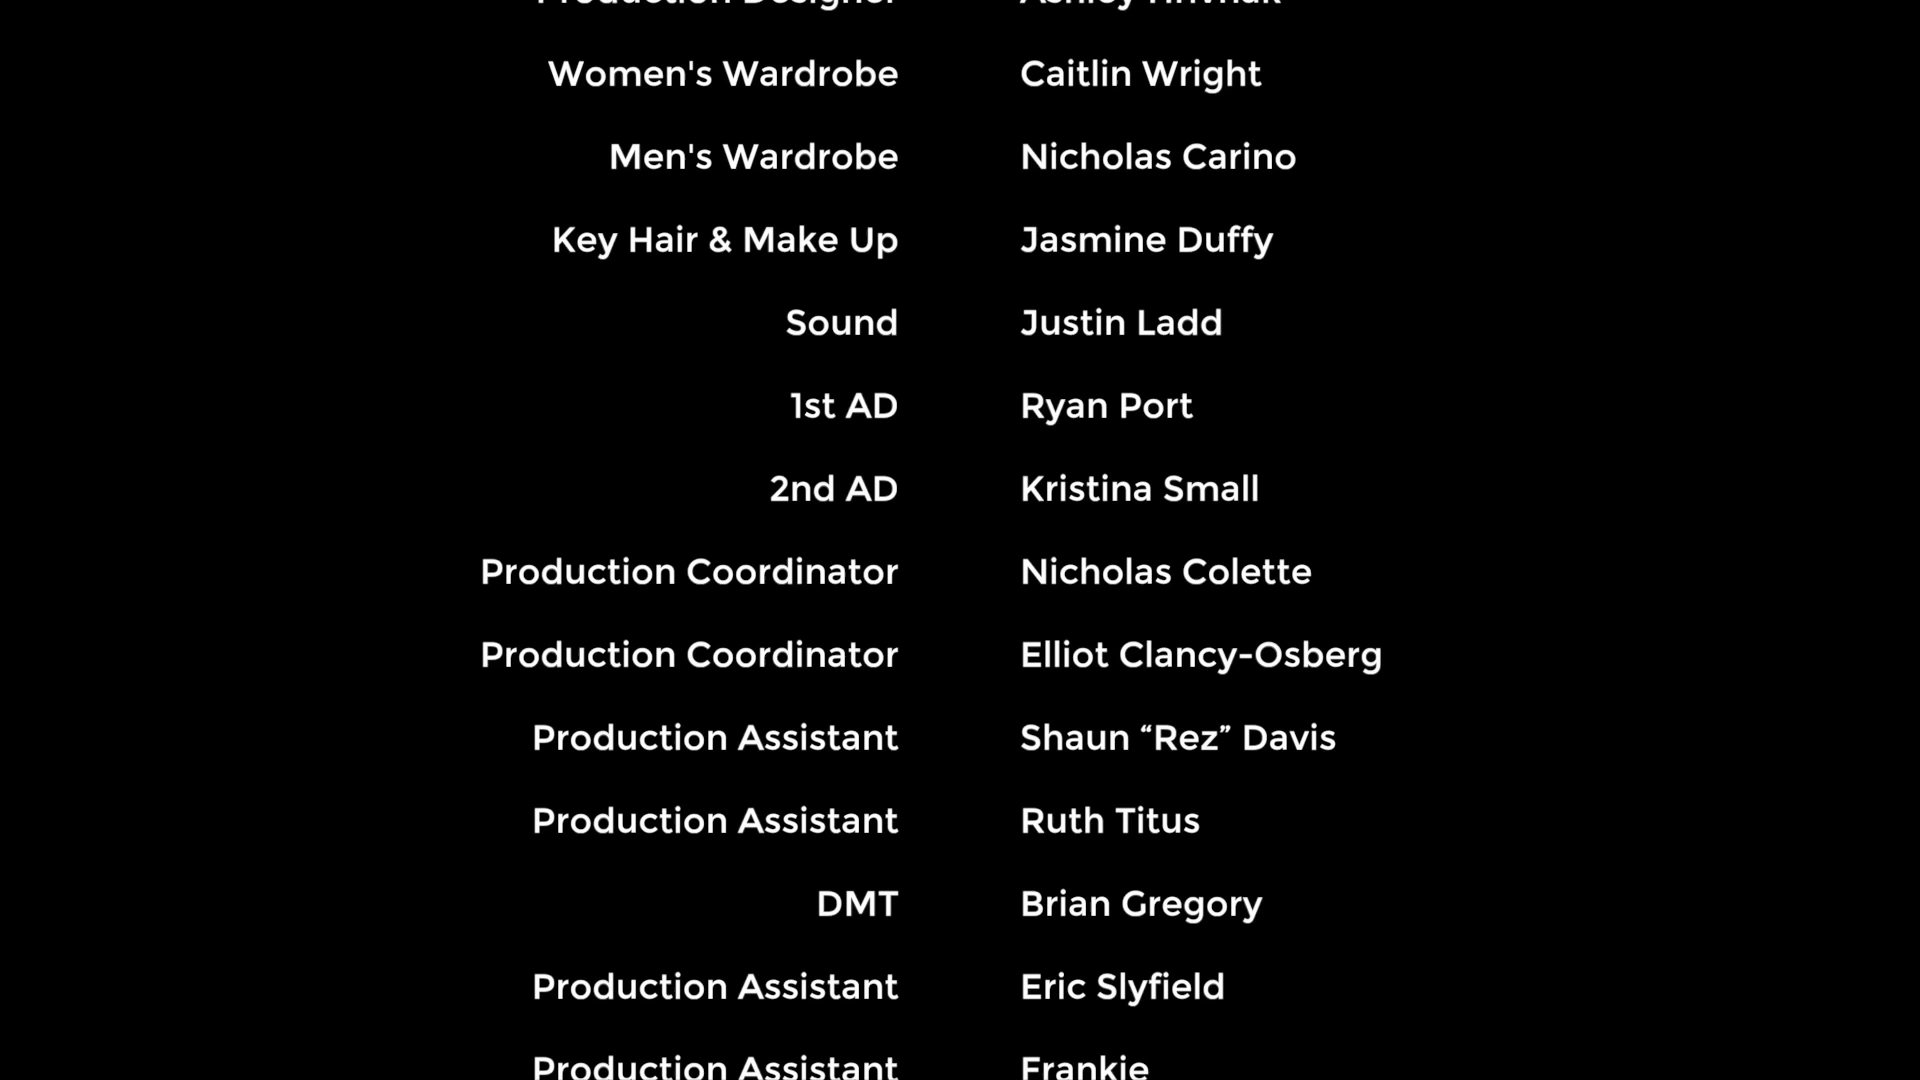 Production Designer
Women's Wardrobe Caitlin Wright
Men's Wardrobe Nicholas Carino
Key Hair & Make Up Jasmine Duffy
Sound Justin Ladd
1st AD Ryan Port
2nd AD Kristina Small
Production Coordinator Nicholas Colette
Production Coordinator Elliot Clancy-Osberg
Production Assistant Shaun “Rez” Davis
Production Assistant Ruth Titus
DMT Brian Gregory
Production Assistant Eric Slyfield
Production Assistant Frankie